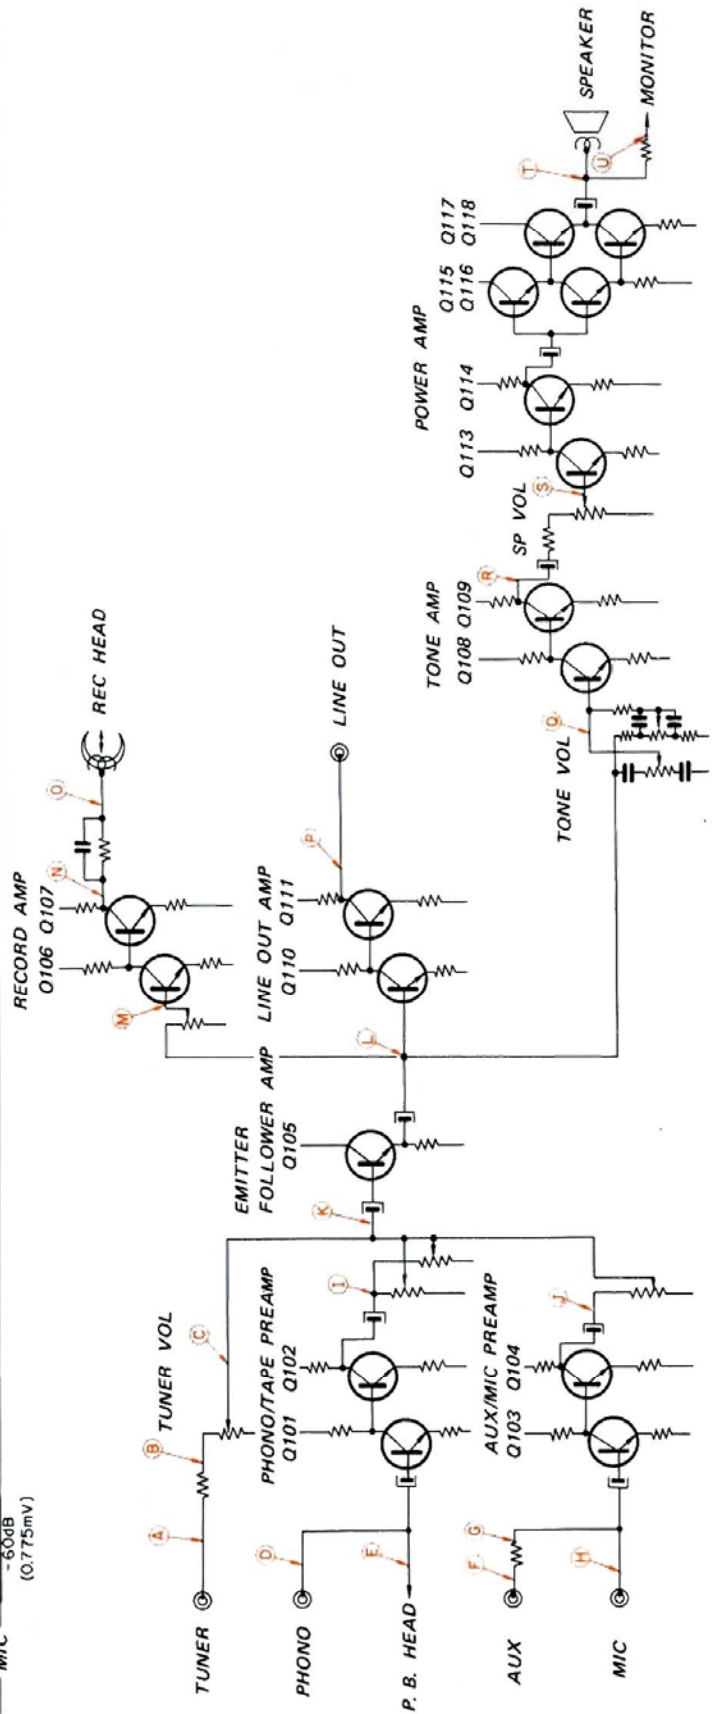 MIC -60dB
(0.775mV)
TUNER
A
B
TUNER VOL
C
PHONO
D
P. B. HEAD
E
PHONO/TAPE PREAMP
Q101 Q102
I
AUX
F
G
MIC
H
AUX/MIC PREAMP
Q103 Q104
J
K
EMITTER
FOLLOWER AMP
Q105
L
RECORD AMP
Q106 Q107
M
N
O
REC HEAD
LINE OUT AMP
Q110 Q111
P
LINE OUT
TONE VOL
Q
TONE AMP
Q108 Q109
R
SP VOL
S
POWER AMP
Q113 Q114
Q115 Q117
Q116 Q118
T
SPEAKER
U
MONITOR